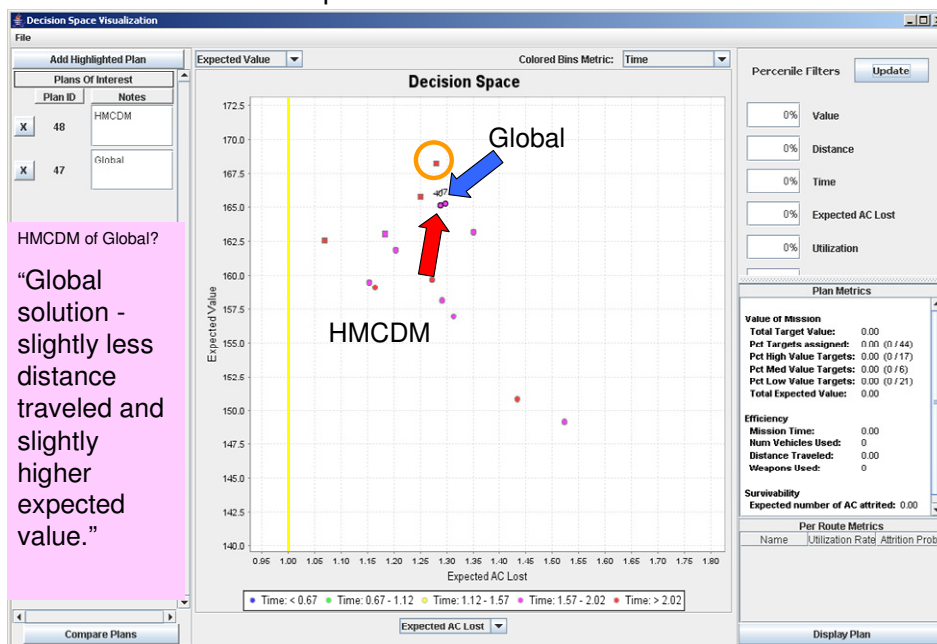 Decision Space Visualization
File
Add Highlighted Plan
Plans Of Interest
Plan ID Notes
X 48 HMCDM
X 47 Global
HMCDM of Global?
“Global
solution -
slightly less
distance
traveled and
slightly
higher
expected
value.”
Compare Plans
Expected Value
Colored Bins Metric: Time
Decision Space
Expected Value
172.5
170.0
167.5
165.0
162.5
160.0
157.5
155.0
152.5
150.0
147.5
145.0
142.5
140.0
Global
HMCDM
0.95 1.00 1.05 1.10 1.15 1.20 1.25 1.30 1.35 1.40 1.45 1.50 1.55 1.60 1.65 1.70 1.75 1.80
Expected AC Lost
Time: < 0.67 Time: 0.67 - 1.12 Time: 1.12 - 1.57 Time: 1.57 - 2.02 Time: > 2.02
Expected AC Lost
Percenile Filters Update
0% Value
0% Distance
0% Time
0% Expected AC Lost
0% Utilization
Plan Metrics
Value of Mission
Total Target Value: 0.00
Pct Targets assigned: 0.00 (0 / 44)
Pct High Value Targets: 0.00 (0 / 17)
Pct Med Value Targets: 0.00 (0 / 6)
Pct Low Value Targets: 0.00 (0 / 21)
Total Expected Value: 0.00
Efficiency
Mission Time: 0.00
Num Vehicles Used: 0
Distance Traveled: 0.00
Weapons Used: 0
Survivability
Expected number of AC attrited: 0.00
Per Route Metrics
Name Utilization Rate Attrition Prob
Display Plan